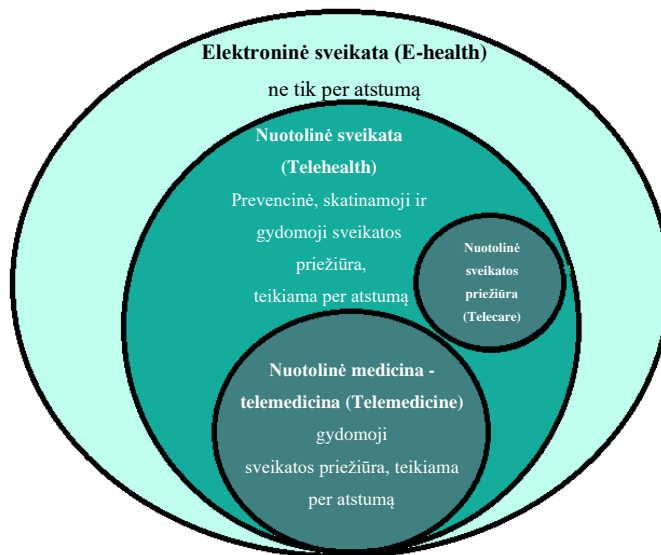 Elektroninė sveikata (E-health)
ne tik per atstumą
Nuotolinė sveikata
(Telehealth)
Prevencinė, skatinamoji ir
gydomoji sveikatos
priežiūra,
teikiama per atstumą
Nuotolinė
sveikatos
priežiūra
(Telecare)
Nuotolinė medicina -
telemedicina (Telemedicine)
gydomoji
sveikatos priežiūra, teikiama
per atstumą